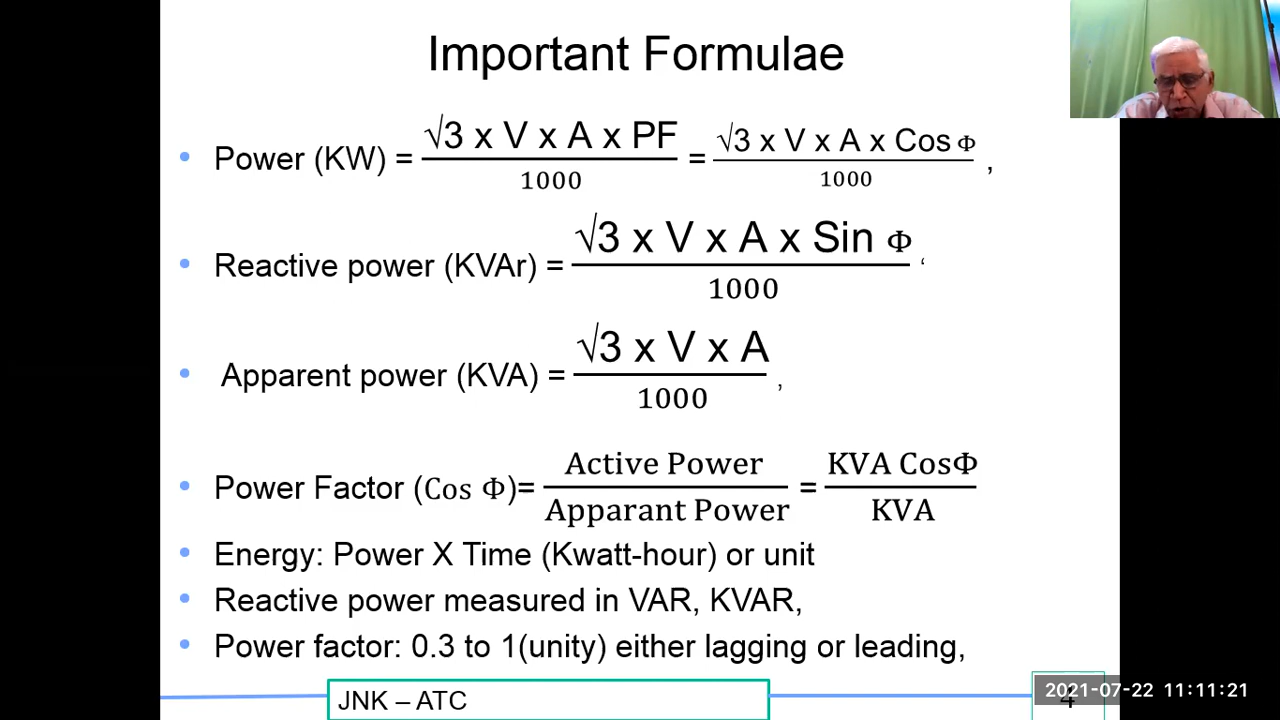 Important Formulae
• Power (KW) = √3 x V x A x PF / 1000 = √3 x V x A x Cos Φ / 1000 ,
• Reactive power (KVAr) = √3 x V x A x Sin Φ / 1000 ‘
• Apparent power (KVA) = √3 x V x A / 1000 ,
• Power Factor (Cos Φ)= Active Power / Apparant Power = KVA CosΦ / KVA
• Energy: Power X Time (Kwatt-hour) or unit
• Reactive power measured in VAR, KVAR,
• Power factor: 0.3 to 1(unity) either lagging or leading,
JNK – ATC
4
2021-07-22 11:11:21